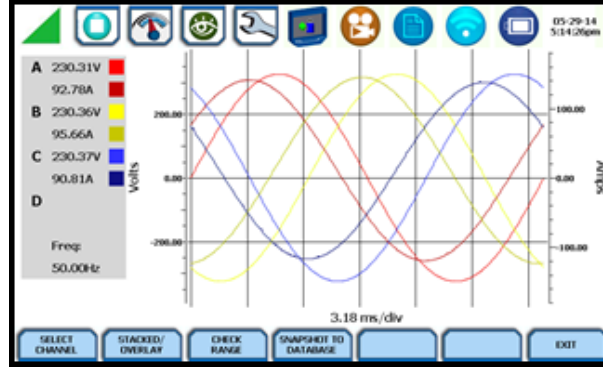 05-29-14
5:14:26pm
A 230.31V
92.78A
B 230.36V
95.66A
C 230.37V
90.81A
D
Freq:
50.00Hz
Volts
200.00
0.00
-200.00
100.00
0.00
-100.00
Amps
3.18 ms/div
SELECT CHANNEL
STACKED/ OVERLAY
CHECK RANGE
SNAPSHOT TO DATABASE
EXIT